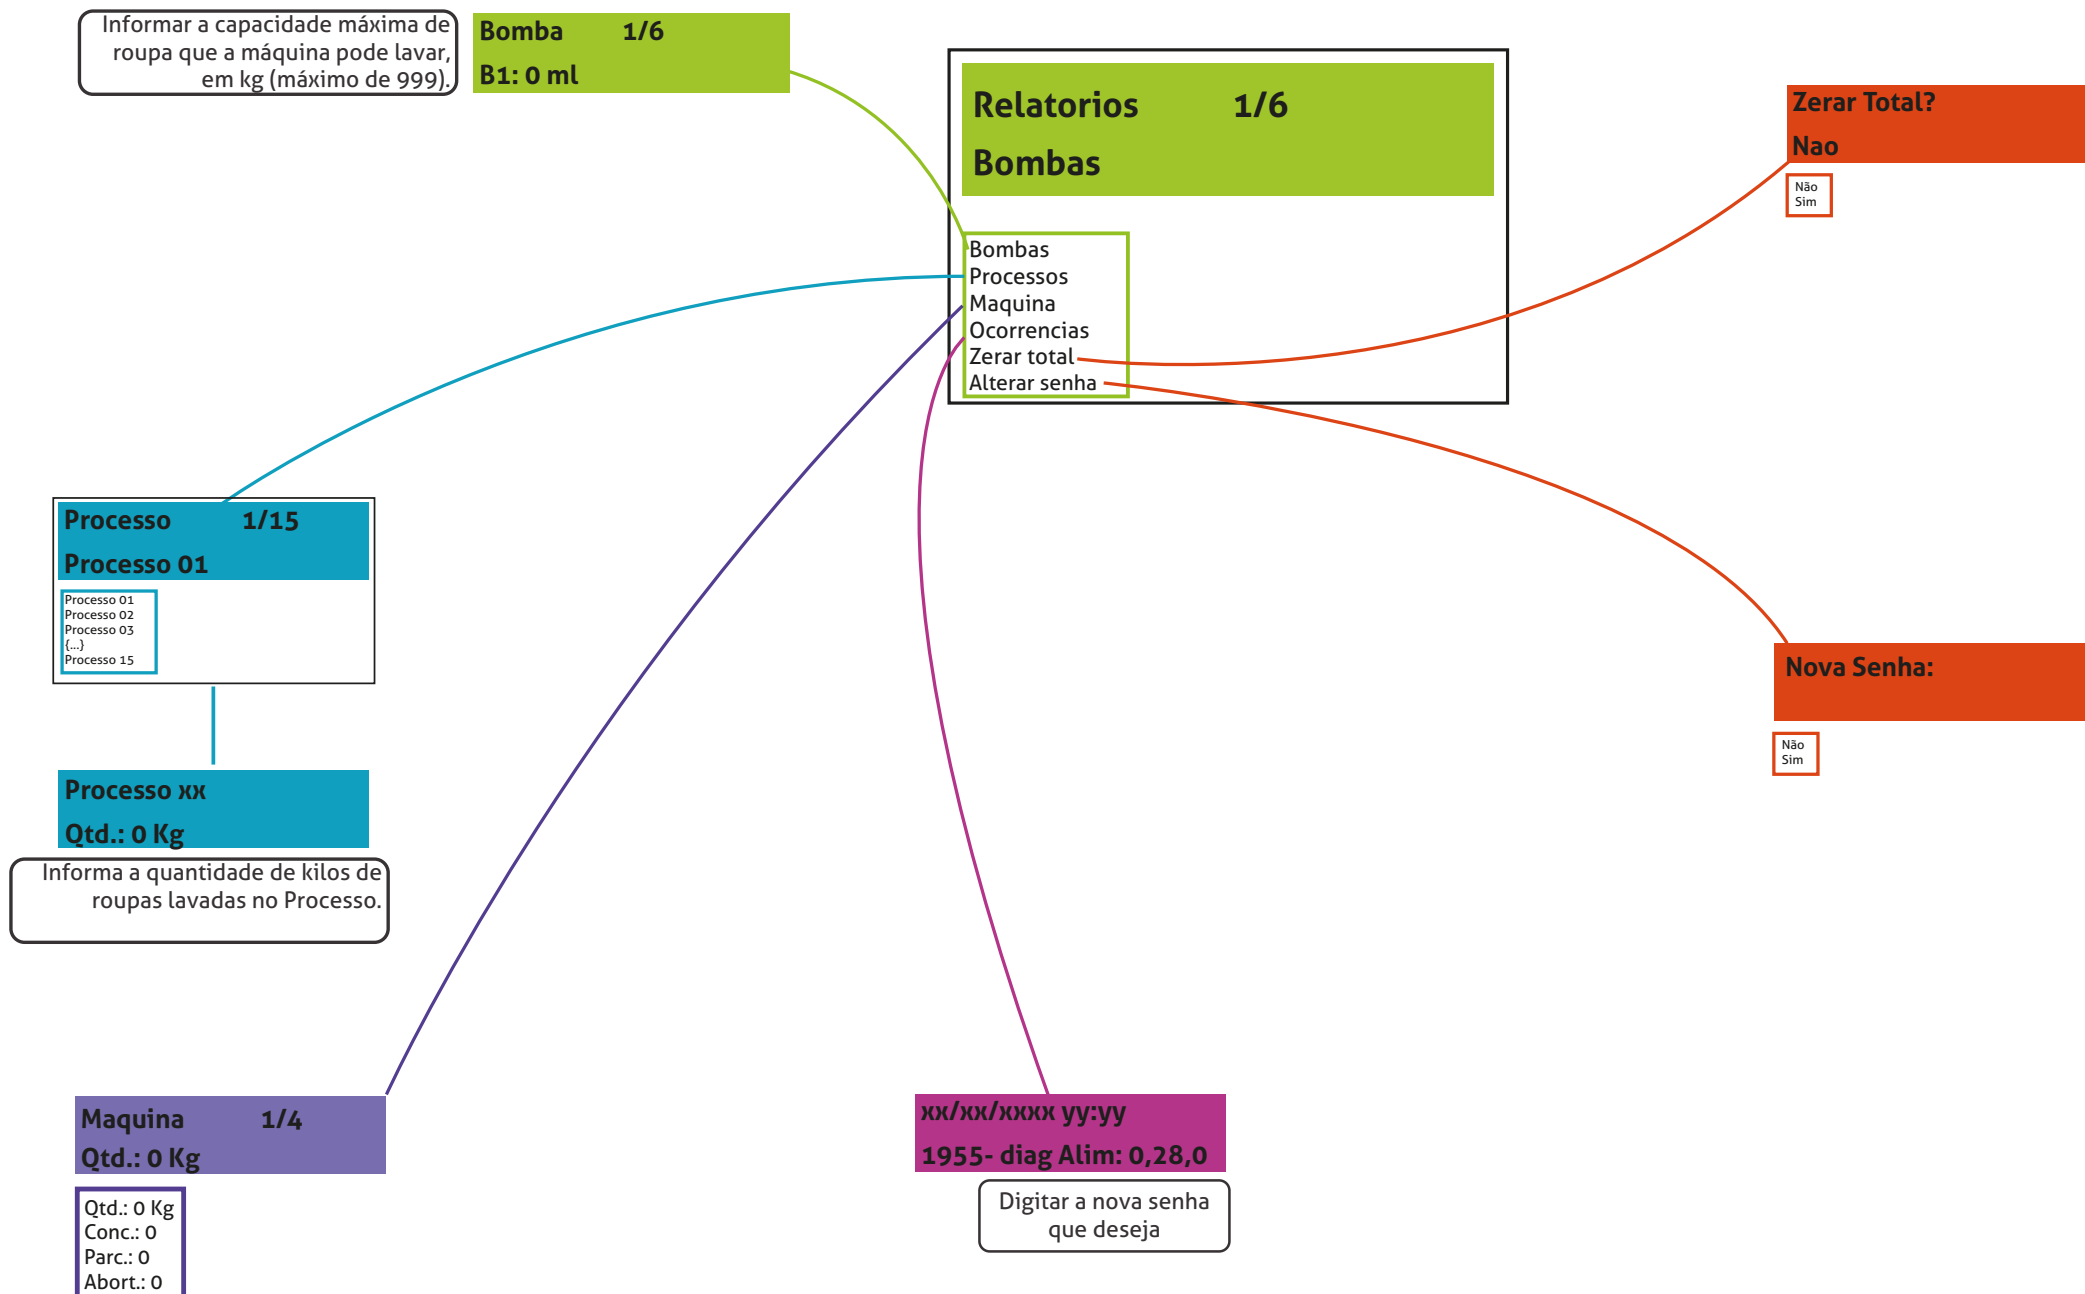 Informar a capacidade máxima de
roupa que a máquina pode lavar,
em kg (máximo de 999).
Bomba 1/6
B1: 0 ml
Relatorios 1/6
Bombas
Bombas
Processos
Maquina
Ocorrencias
Zerar total
Alterar senha
Zerar Total?
Nao
Não
Sim
Processo 1/15
Processo 01
Processo 01
Processo 02
Processo 03
{...}
Processo 15
Processo xx
Qtd.: 0 Kg
Informa a quantidade de kilos de
roupas lavadas no Processo.
Nova Senha:
Não
Sim
Maquina 1/4
Qtd.: 0 Kg
Qtd.: 0 Kg
Conc.: 0
Parc.: 0
Abort.: 0
xx/xx/xxxx yy:yy
1955- diag Alim: 0,28,0
Digitar a nova senha
que deseja